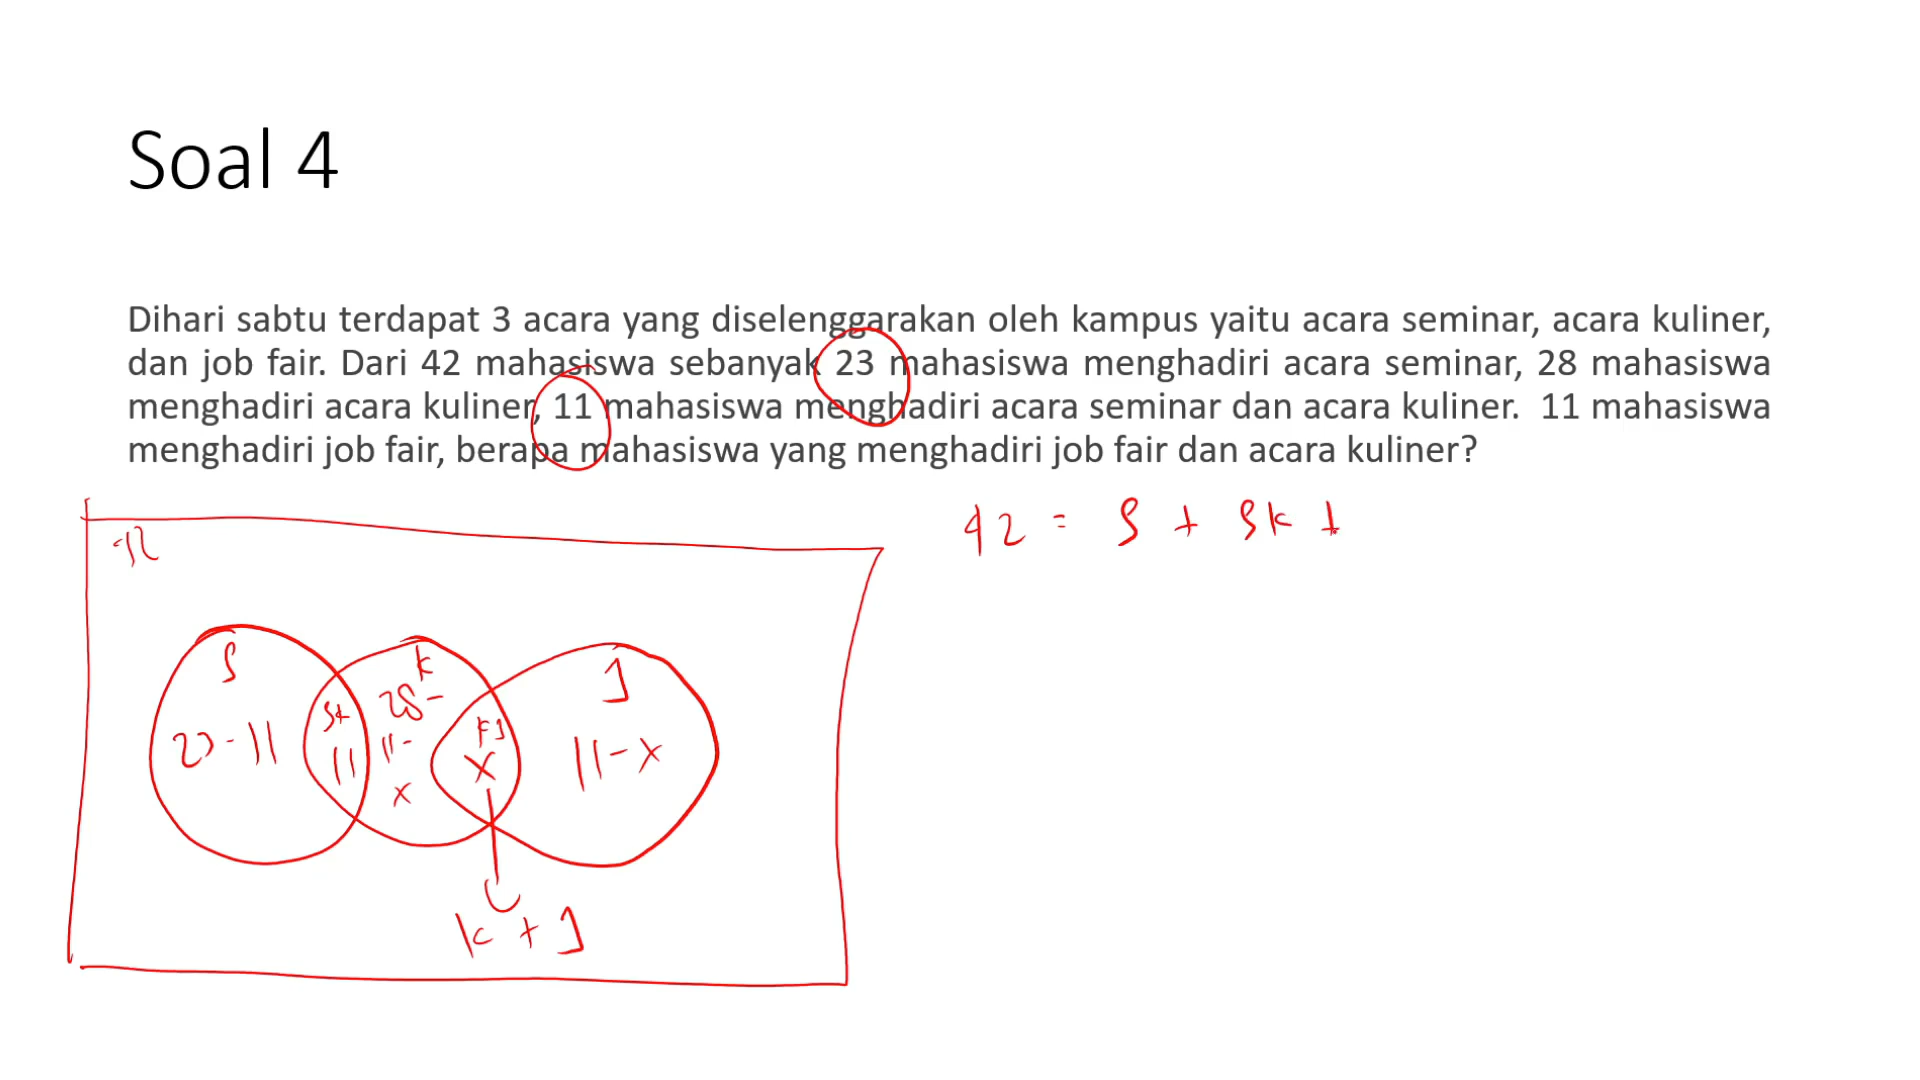 Soal 4
Dihari sabtu terdapat 3 acara yang diselenggarakan oleh kampus yaitu acara seminar, acara kuliner,
dan job fair. Dari 42 mahasiswa sebanyak 23 mahasiswa menghadiri acara seminar, 28 mahasiswa
menghadiri acara kuliner, 11 mahasiswa menghadiri acara seminar dan acara kuliner. 11 mahasiswa
menghadiri job fair, berapa mahasiswa yang menghadiri job fair dan acara kuliner?
42 = S + SK +
42
S
K
J
SK
28 -
KJ
23 - 11
11
11 -
X
11 - X
X
K + J